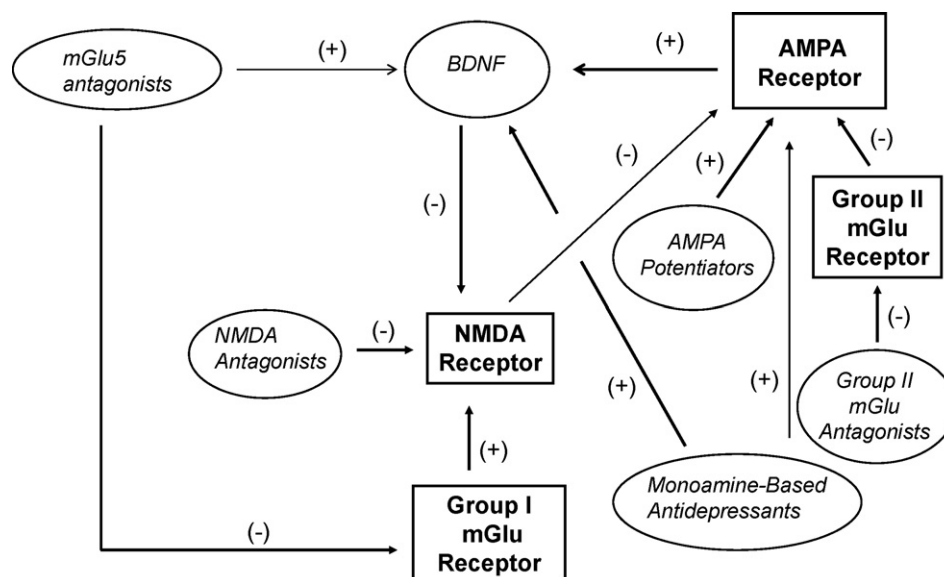 mGlu5
antagonists
(+)
BDNF
(+)
AMPA
Receptor
(-)
(-)
(+)
(-)
Group II
mGlu
Receptor
AMPA
Potentiators
NMDA
Antagonists
(-)
NMDA
Receptor
(-)
(+)
(+)
Group II
mGlu
Antagonists
(+)
Monoamine-Based
Antidepressants
Group I
mGlu
Receptor
(-)